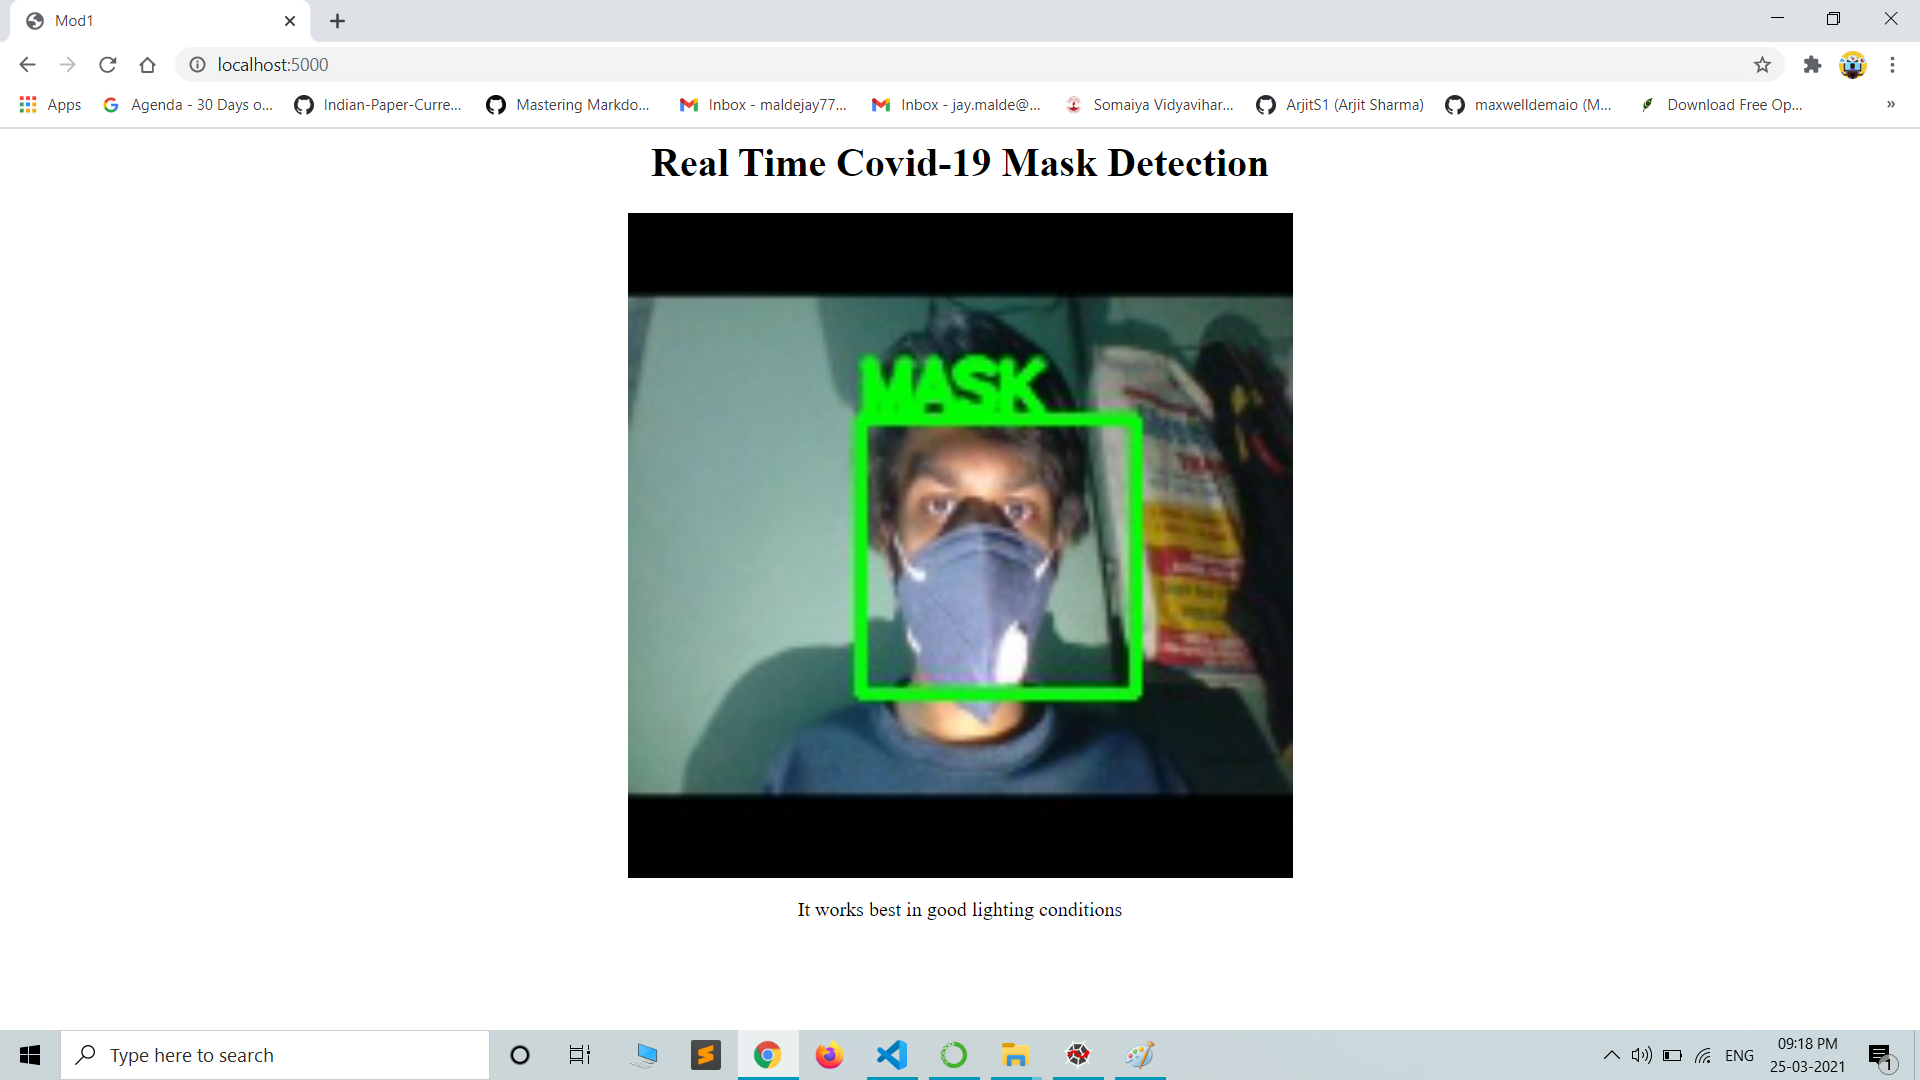 Mod1
localhost:5000
Apps
Agenda - 30 Days o...
Indian-Paper-Curre...
Mastering Markdo...
Inbox - maldejay77...
Inbox - jay.malde@...
Somaiya Vidyavihar...
ArjitS1 (Arjit Sharma)
maxwelldemaio (M...
Download Free Op...
»
Real Time Covid-19 Mask Detection
MASK
It works best in good lighting conditions
Type here to search
ENG
09:18 PM
25-03-2021
1